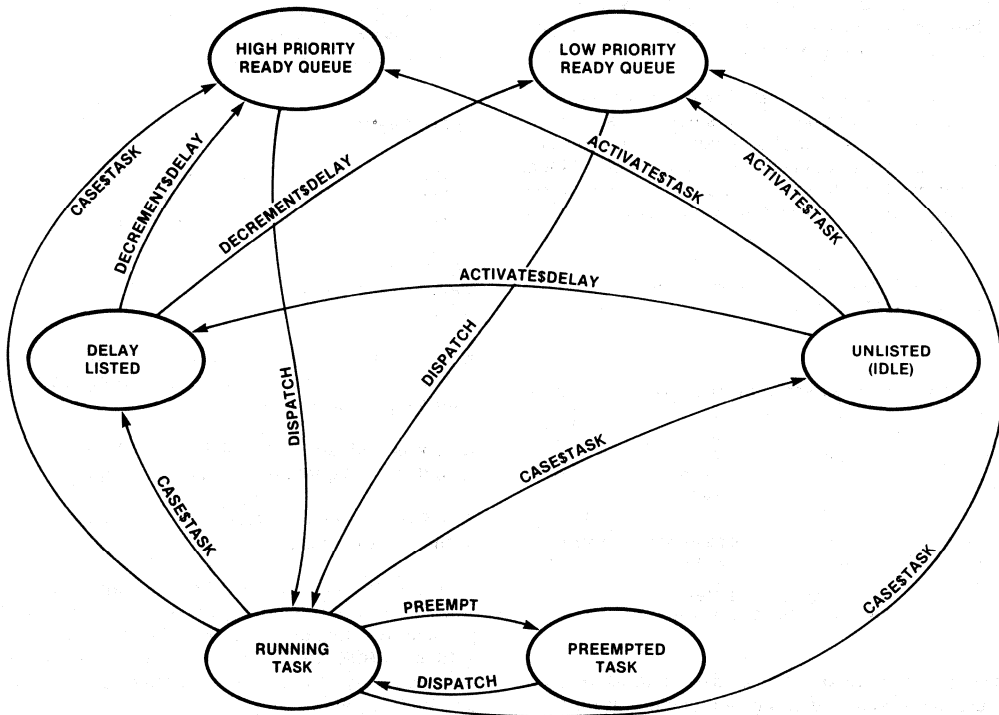 HIGH PRIORITY
READY QUEUE
LOW PRIORITY
READY QUEUE
CASE$TASK
DECREMENT$DELAY
DECREMENT$DELAY
ACTIVATE$TASK
ACTIVATE$TASK
ACTIVATE$DELAY
DELAY
LISTED
UNLISTED
(IDLE)
DISPATCH
DISPATCH
CASE$TASK
CASE$TASK
CASE$TASK
PREEMPT
RUNNING
TASK
PREEMPTED
TASK
DISPATCH